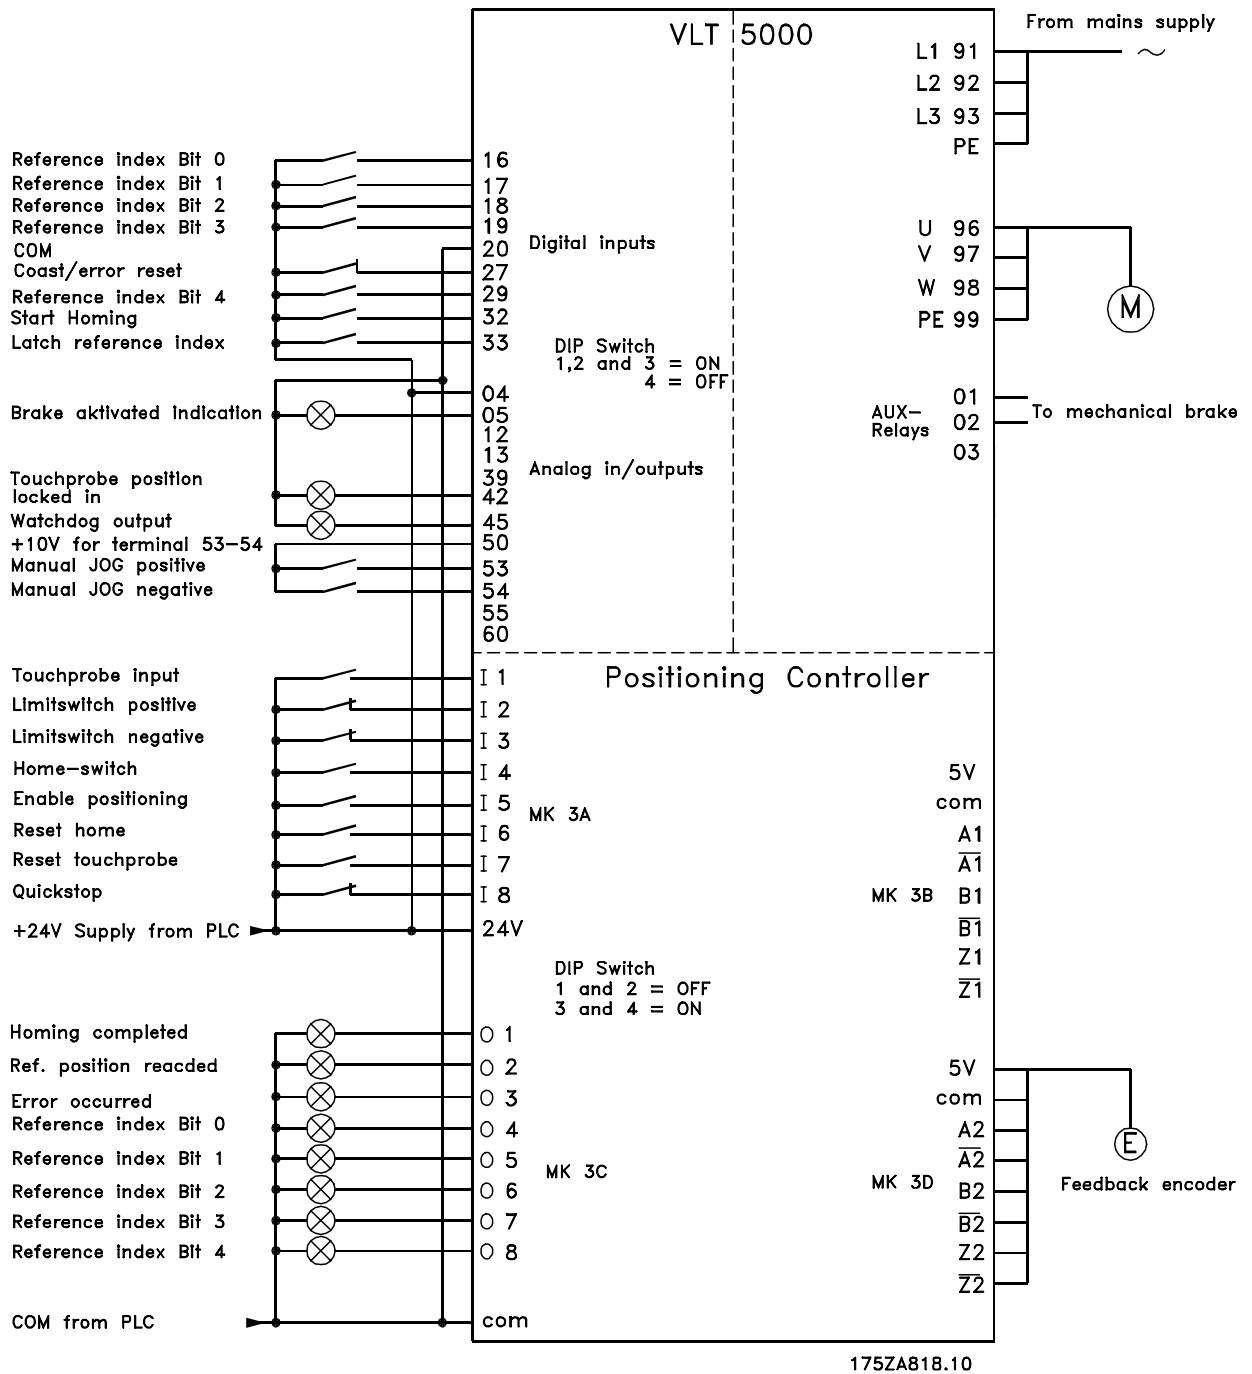 VLT 5000
From mains supply
L1 91
L2 92
L3 93
PE
Reference index Bit 0
16
Reference index Bit 1
17
Reference index Bit 2
18
Reference index Bit 3
19
COM
20
Coast/error reset
27
Reference index Bit 4
29
Start Homing
32
Latch reference index
33
Digital inputs
U 96
V 97
W 98
PE 99
M
DIP Switch
1,2 and 3 = ON
4 = OFF
04
Brake aktivated indication
05
12
13
39
Touchprobe position
locked in
42
Watchdog output
45
+10V for terminal 53-54
50
Manual JOG positive
53
Manual JOG negative
54
55
60
Analog in/outputs
AUX-
Relays
01
02
03
To mechanical brake
Positioning Controller
Touchprobe input
I 1
Limitswitch positive
I 2
Limitswitch negative
I 3
Home-switch
I 4
Enable positioning
I 5
Reset home
I 6
Reset touchprobe
I 7
Quickstop
I 8
+24V Supply from PLC
24V
MK 3A
5V
com
A1
A̅1̅
MK 3B
B1
B̅1̅
Z1
Z̅1̅
DIP Switch
1 and 2 = OFF
3 and 4 = ON
Homing completed
O 1
Ref. position reacded
O 2
Error occurred
O 3
Reference index Bit 0
O 4
Reference index Bit 1
O 5
Reference index Bit 2
O 6
Reference index Bit 3
O 7
Reference index Bit 4
O 8
COM from PLC
com
MK 3C
5V
com
A2
A̅2̅
MK 3D
B2
B̅2̅
Z2
Z̅2̅
E
Feedback encoder
175ZA818.10